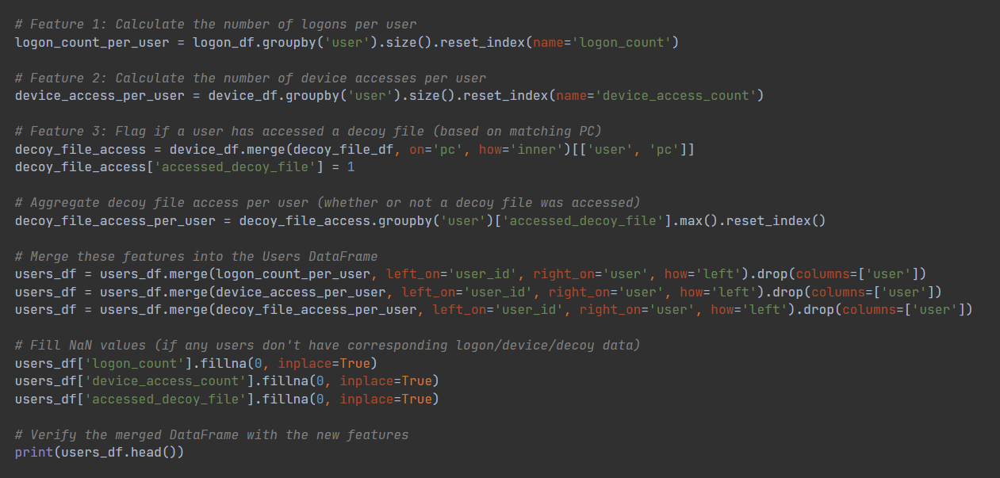 # Feature 1: Calculate the number of logons per user
logon_count_per_user = logon_df.groupby('user').size().reset_index(name='logon_count')
# Feature 2: Calculate the number of device accesses per user
device_access_per_user = device_df.groupby('user').size().reset_index(name='device_access_count')
# Feature 3: Flag if a user has accessed a decoy file (based on matching PC)
decoy_file_access = device_df.merge(decoy_file_df, on='pc', how='inner')[['user', 'pc']]
decoy_file_access['accessed_decoy_file'] = 1
# Aggregate decoy file access per user (whether or not a decoy file was accessed)
decoy_file_access_per_user = decoy_file_access.groupby('user')['accessed_decoy_file'].max().reset_index()
# Merge these features into the Users DataFrame
users_df = users_df.merge(logon_count_per_user, left_on='user_id', right_on='user', how='left').drop(columns=['user'])
users_df = users_df.merge(device_access_per_user, left_on='user_id', right_on='user', how='left').drop(columns=['user'])
users_df = users_df.merge(decoy_file_access_per_user, left_on='user_id', right_on='user', how='left').drop(columns=['user'])
# Fill NaN values (if any users don't have corresponding logon/device/decoy data)
users_df['logon_count'].fillna(0, inplace=True)
users_df['device_access_count'].fillna(0, inplace=True)
users_df['accessed_decoy_file'].fillna(0, inplace=True)
# Verify the merged DataFrame with the new features
print(users_df.head())